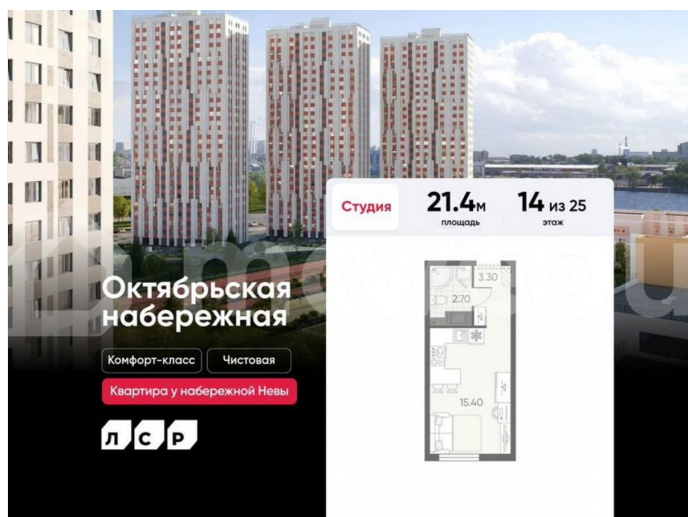 Студия
21.4м
площадь
14 из 25
этаж
3.30
2.70
15.40
Октябрьская
набережная
Комфорт-класс
Чистовая
Квартира у набережной Невы
ЛСР